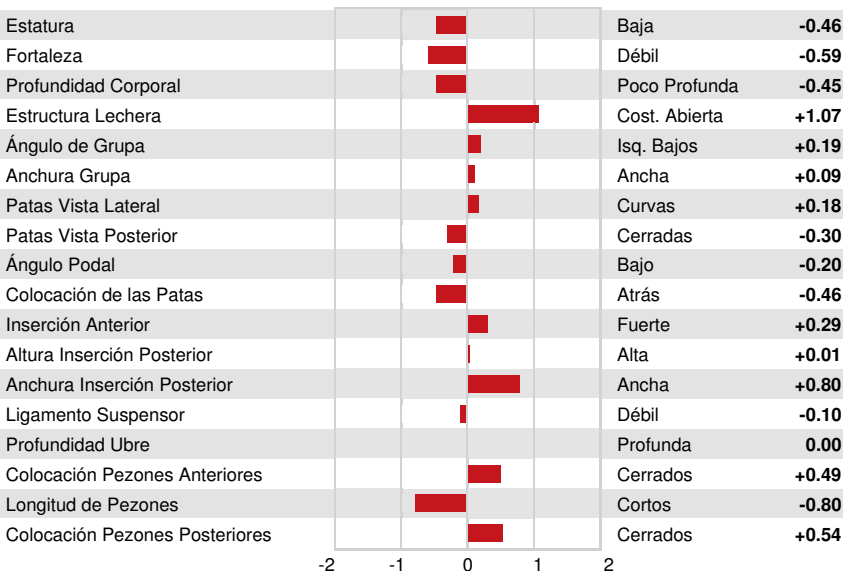 Estatura Baja -0.46
Fortaleza Débil -0.59
Profundidad Corporal Poco Profunda -0.45
Estructura Lechera Cost. Abierta +1.07
Ángulo de Grupa Isq. Bajos +0.19
Anchura Grupa Ancha +0.09
Patas Vista Lateral Curvas +0.18
Patas Vista Posterior Cerradas -0.30
Ángulo Podal Bajo -0.20
Colocación de las Patas Atrás -0.46
Inserción Anterior Fuerte +0.29
Altura Inserción Posterior Alta +0.01
Anchura Inserción Posterior Ancha +0.80
Ligamento Suspensor Débil -0.10
Profundidad Ubre Profunda 0.00
Colocación Pezones Anteriores Cerrados +0.49
Longitud de Pezones Cortos -0.80
Colocación Pezones Posteriores Cerrados +0.54
-2 -1 0 1 2